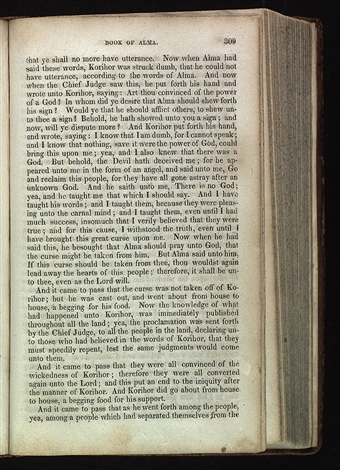 BOOK OF ALMA. 309
that ye shall no more have utterance. Now when Alma had
said these words, Korihor was struck dumb, that he could not
have utterance, according to the words of Alma. And now
when the Chief Judge saw this, he put forth his hand and
wrote unto Korihor, saying: Art thou convinced of the power
of a God? In whom did ye desire that Alma should shew forth
his sign? Would ye that he should afflict others, to shew un-
to thee a sign? Behold, he hath showed unto you a sign; and
now, will ye dispute more? And Korihor put forth his hand,
and wrote, saying: I know that I am dumb, for I cannot speak;
and I know that nothing, save it were the power of God, could
bring this upon me; yea, and I also knew that there was a
God. But behold, the Devil hath deceived me; for he ap-
peared unto me in the form of an angel, and said unto me, Go
and reclaim this people, for they have all gone astray after an
unknown God. And he saith unto me, There is no God;
yea, and he taught me that which I should say. And I have
taught his words; and I taught them, because they were pleas-
ing unto the carnal mind; and I taught them, even until I had
much success, insomuch that I verily believed that they were
true; and for this cause, I withstood the truth, even until I
have brought this great curse upon me. Now when he had
said this, he besought that Alma should pray unto God, that
the curse might be taken from him. But Alma said unto him,
If this curse should be taken from thee, thou wouldst again
lead away the hearts of this people; therefore, it shall be un-
to thee, even as the Lord will.
And it came to pass that the curse was not taken off of Ko-
rihor; but he was cast out, and went about from house to
house, a begging for his food. Now the knowledge of what
had happened unto Korihor, was immediately published
throughout all the land; yea, the proclamation was sent forth
by the Chief Judge, to all the people in the land, declaring un-
to those who had believed in the words of Korihor, that they
must speedily repent, lest the same judgments would come
unto them.
And it came to pass that they were all convinced of the
wickedness of Korihor; therefore they were all converted
again unto the Lord; and this put an end to the iniquity after
the manner of Korihor. And Korihor did go about from house
to house, a begging food for his support.
And it came to pass that as he went forth among the people,
yea, among a people which had separated themselves from the